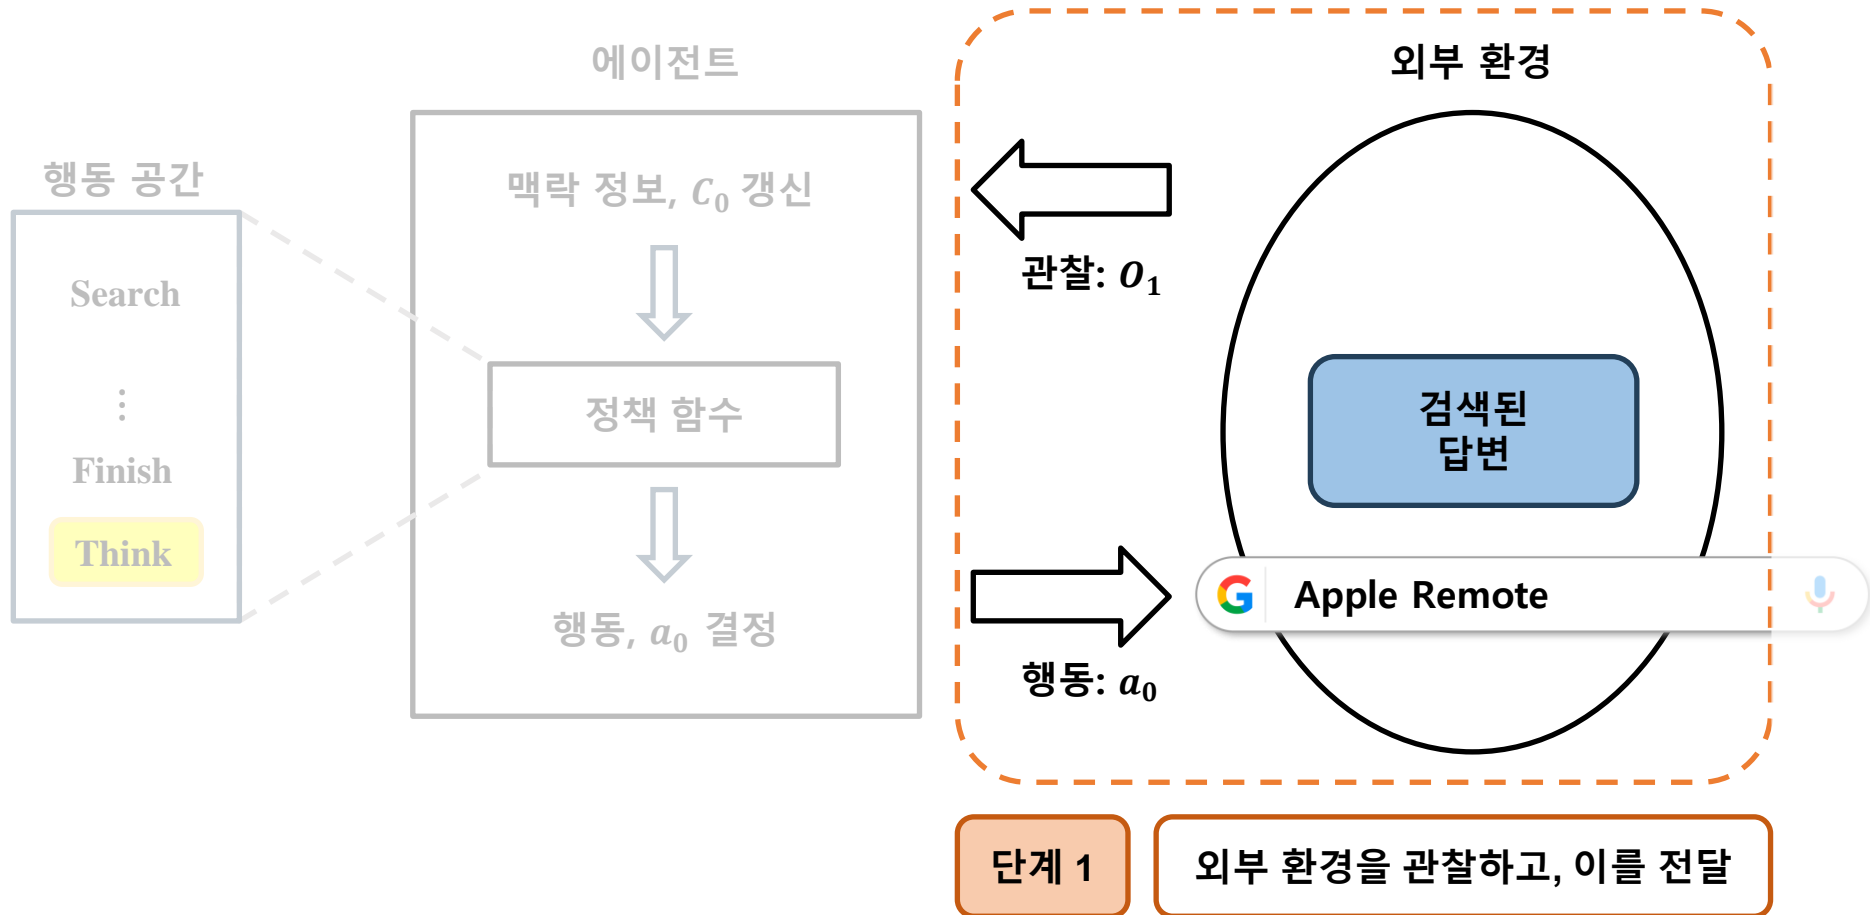 에이전트
외부 환경
행동 공간
Search
⋮
Finish
Think
맥락 정보, C₀ 갱신
정책 함수
행동, a₀ 결정
관찰: O₁
행동: a₀
검색된
답변
G Apple Remote
단계 1
외부 환경을 관찰하고, 이를 전달